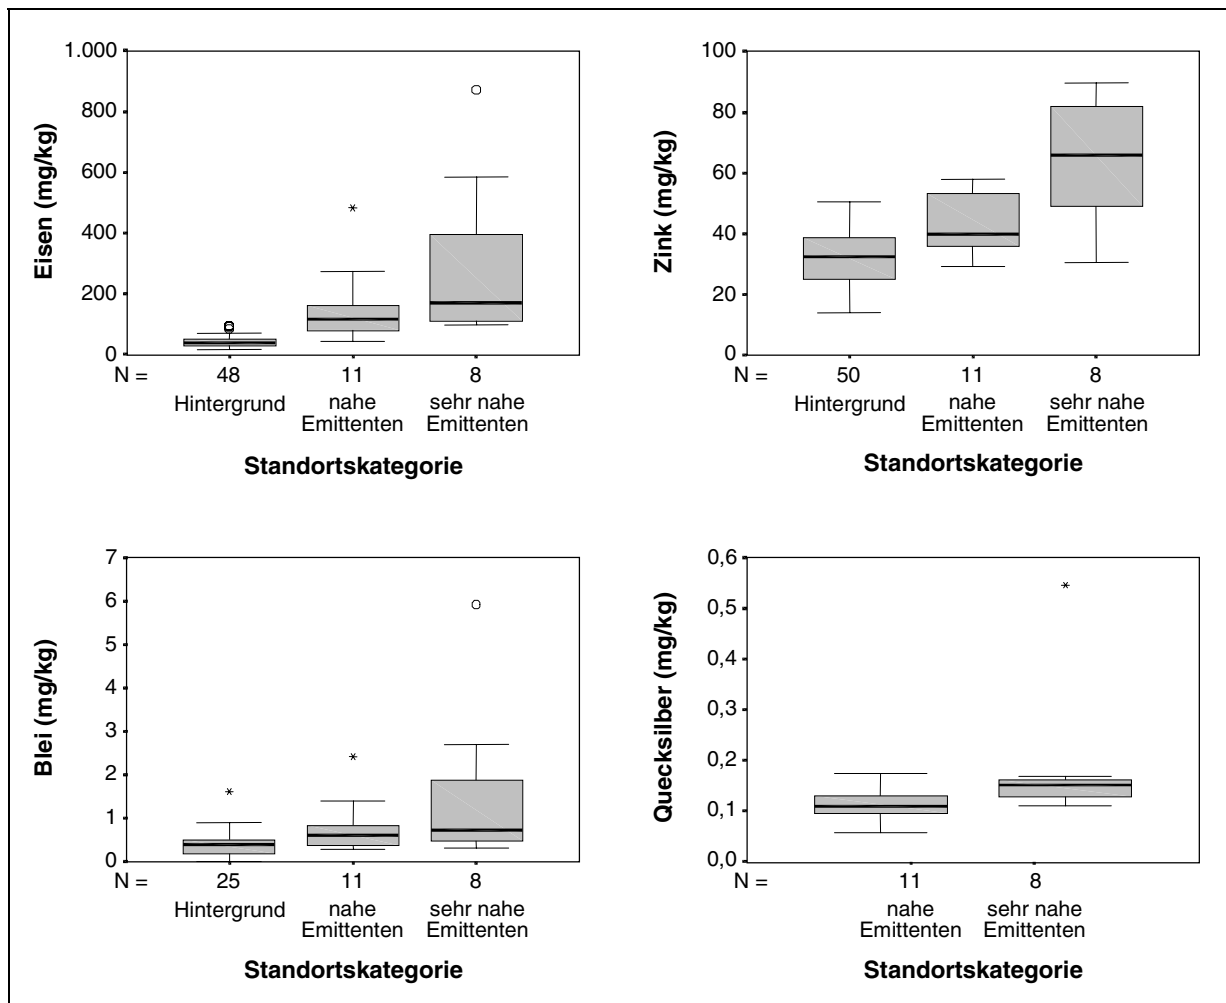 1.000
800
600
400
200
0
Eisen (mg/kg)
N = 48 11 8
Hintergrund nahe sehr nahe
Emittenten Emittenten
Standortskategorie
100
80
60
40
20
0
Zink (mg/kg)
N = 50 11 8
Hintergrund nahe sehr nahe
Emittenten Emittenten
Standortskategorie
7
6
5
4
3
2
1
0
Blei (mg/kg)
N = 25 11 8
Hintergrund nahe sehr nahe
Emittenten Emittenten
Standortskategorie
0,6
0,5
0,4
0,3
0,2
0,1
0,0
Quecksilber (mg/kg)
N = 11 8
nahe sehr nahe
Emittenten Emittenten
Standortskategorie